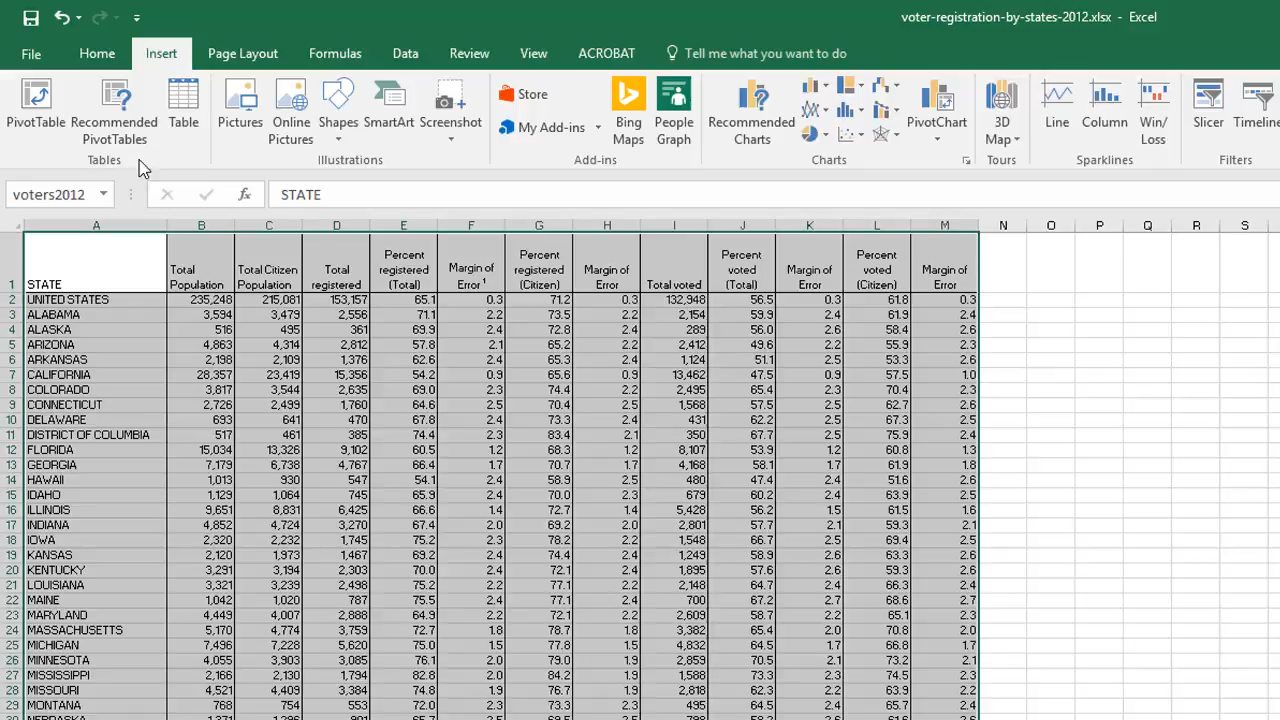 voter-registration-by-states-2012.xlsx - Excel
File Home Insert Page Layout Formulas Data Review View ACROBAT Tell me what you want to do
PivotTable Recommended PivotTables Table Pictures Online Pictures Shapes SmartArt Screenshot Store My Add-ins Bing Maps People Graph Recommended Charts PivotChart 3D Map Line Column Win/Loss Slicer Timeline
Tables Illustrations Add-ins Charts Tours Sparklines Filters
voters2012 fx STATE
A B C D E F G H I J K L M N O P Q R S
1 STATE Total Population Total Citizen Population Total registered Percent registered (Total) Margin of Error 1 Percent registered (Citizen) Margin of Error Total voted Percent voted (Total) Margin of Error Percent voted (Citizen) Margin of Error
2 UNITED STATES 235,248 215,081 153,157 65.1 0.3 71.2 0.3 132,948 56.5 0.3 61.8 0.3
3 ALABAMA 3,594 3,479 2,556 71.1 2.2 73.5 2.2 2,154 59.9 2.4 61.9 2.4
4 ALASKA 516 495 361 69.9 2.4 72.8 2.4 289 56.0 2.6 58.4 2.6
5 ARIZONA 4,863 4,314 2,812 57.8 2.1 65.2 2.2 2,412 49.6 2.2 55.9 2.3
6 ARKANSAS 2,198 2,109 1,376 62.6 2.4 65.3 2.4 1,124 51.1 2.5 53.3 2.6
7 CALIFORNIA 28,357 23,419 15,356 54.2 0.9 65.6 0.9 13,462 47.5 0.9 57.5 1.0
8 COLORADO 3,817 3,544 2,635 69.0 2.3 74.4 2.2 2,495 65.4 2.3 70.4 2.3
9 CONNECTICUT 2,726 2,499 1,760 64.6 2.5 70.4 2.5 1,568 57.5 2.5 62.7 2.6
10 DELAWARE 693 641 470 67.8 2.4 73.3 2.4 431 62.2 2.5 67.3 2.5
11 DISTRICT OF COLUMBIA 517 461 385 74.4 2.3 83.4 2.1 350 67.7 2.5 75.9 2.4
12 FLORIDA 15,034 13,326 9,102 60.5 1.2 68.3 1.2 8,107 53.9 1.2 60.8 1.3
13 GEORGIA 7,179 6,738 4,767 66.4 1.7 70.7 1.7 4,168 58.1 1.7 61.9 1.8
14 HAWAII 1,013 930 547 54.1 2.4 58.9 2.5 480 47.4 2.4 51.6 2.6
15 IDAHO 1,129 1,064 745 65.9 2.4 70.0 2.3 679 60.2 2.4 63.9 2.5
16 ILLINOIS 9,651 8,831 6,425 66.6 1.4 72.7 1.4 5,428 56.2 1.5 61.5 1.6
17 INDIANA 4,852 4,724 3,270 67.4 2.0 69.2 2.0 2,801 57.7 2.1 59.3 2.1
18 IOWA 2,320 2,232 1,745 75.2 2.3 78.2 2.2 1,548 66.7 2.5 69.4 2.5
19 KANSAS 2,120 1,973 1,467 69.2 2.4 74.4 2.4 1,249 58.9 2.6 63.3 2.6
20 KENTUCKY 3,291 3,194 2,303 70.0 2.4 72.1 2.4 1,895 57.6 2.6 59.3 2.6
21 LOUISIANA 3,321 3,239 2,498 75.2 2.2 77.1 2.2 2,148 64.7 2.4 66.3 2.4
22 MAINE 1,042 1,020 787 75.5 2.4 77.1 2.4 700 67.2 2.7 68.6 2.7
23 MARYLAND 4,449 4,007 2,888 64.9 2.2 72.1 2.2 2,609 58.7 2.2 65.1 2.3
24 MASSACHUSETTS 5,170 4,774 3,759 72.7 1.8 78.7 1.8 3,382 65.4 2.0 70.8 2.0
25 MICHIGAN 7,496 7,228 5,620 75.0 1.5 77.8 1.5 4,832 64.5 1.7 66.8 1.7
26 MINNESOTA 4,055 3,903 3,085 76.1 2.0 79.0 1.9 2,859 70.5 2.1 73.2 2.1
27 MISSISSIPPI 2,166 2,130 1,794 82.8 2.0 84.2 1.9 1,588 73.3 2.3 74.5 2.3
28 MISSOURI 4,521 4,409 3,384 74.8 1.9 76.7 1.9 2,818 62.3 2.2 63.9 2.2
29 MONTANA 768 754 553 72.0 2.3 73.3 2.3 495 64.5 2.4 65.7 2.4